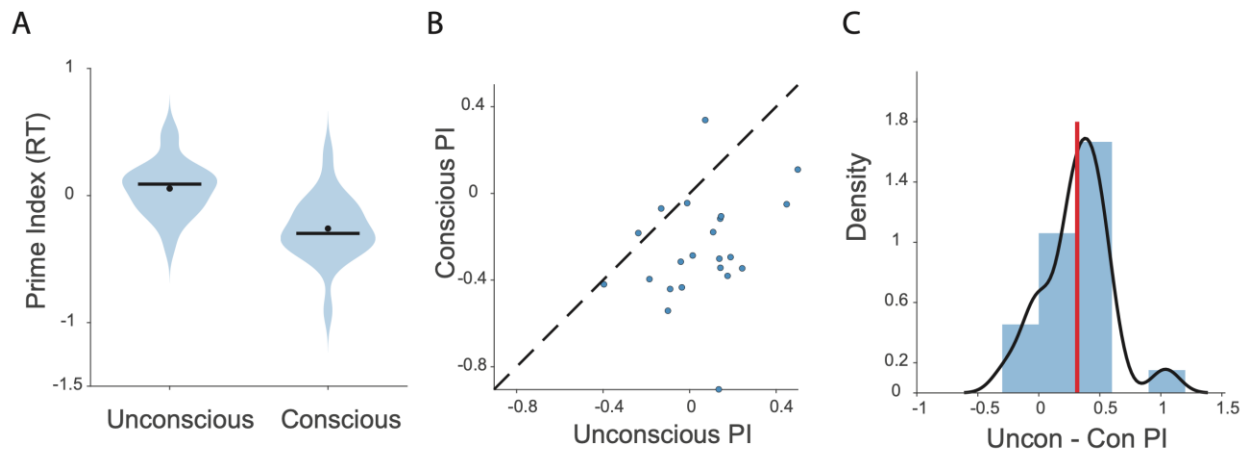 A
Prime Index (RT)
1
0
-1
-1.5
Unconscious
Conscious
B
Conscious PI
0.4
0
-0.4
-0.8
-0.8
-0.4
0
0.4
Unconscious PI
C
Density
1.8
1.4
1
0.6
0.2
0
-1
-0.5
0
0.5
1
1.5
Uncon - Con PI